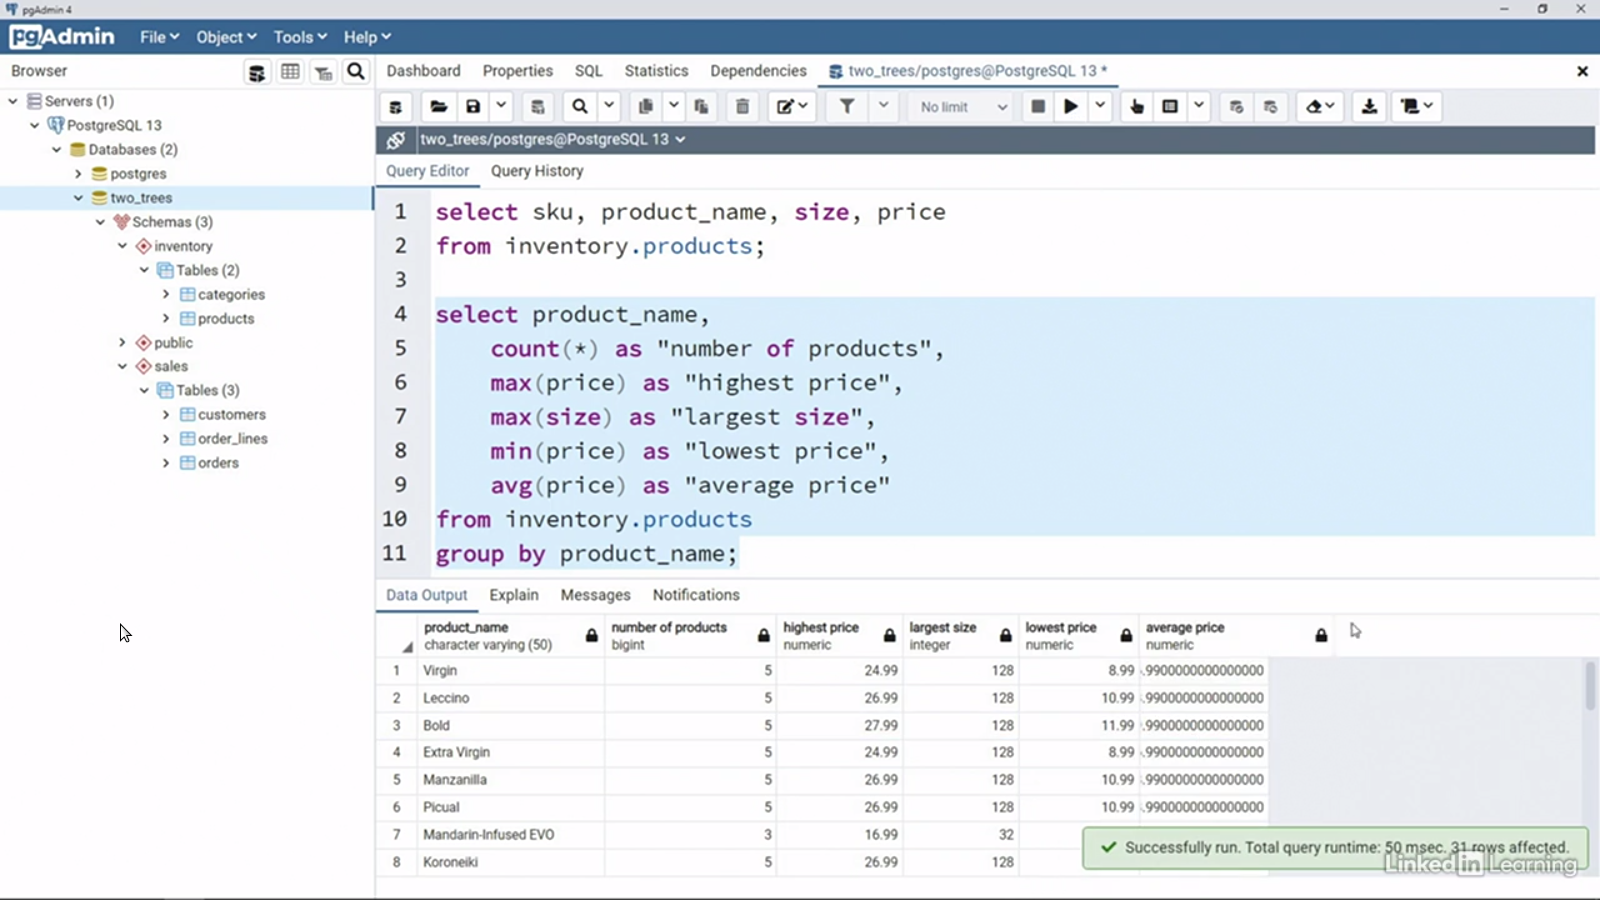 pgAdmin 4
pgAdmin File Object Tools Help
Browser
Dashboard Properties SQL Statistics Dependencies two_trees/postgres@PostgreSQL 13 *
No limit
Servers (1)
PostgreSQL 13
Databases (2)
postgres
two_trees
Schemas (3)
inventory
Tables (2)
categories
products
public
sales
Tables (3)
customers
order_lines
orders
two_trees/postgres@PostgreSQL 13
Query Editor Query History
1 select sku, product_name, size, price
2 from inventory.products;
3
4 select product_name,
5 count(*) as "number of products",
6 max(price) as "highest price",
7 max(size) as "largest size",
8 min(price) as "lowest price",
9 avg(price) as "average price"
10 from inventory.products
11 group by product_name;
Data Output Explain Messages Notifications
product_name number of products highest price largest size lowest price average price
character varying (50) bigint numeric integer numeric numeric
1 Virgin 5 24.99 128 8.99 .9900000000000000
2 Leccino 5 26.99 128 10.99 .9900000000000000
3 Bold 5 27.99 128 11.99 .9900000000000000
4 Extra Virgin 5 24.99 128 8.99 .9900000000000000
5 Manzanilla 5 26.99 128 10.99 .9900000000000000
6 Picual 5 26.99 128 10.99 .9900000000000000
7 Mandarin-Infused EVO 3 16.99 32
8 Koroneiki 5 26.99 128
Successfully run. Total query runtime: 50 msec. 31 rows affected.
LinkedIn Learning